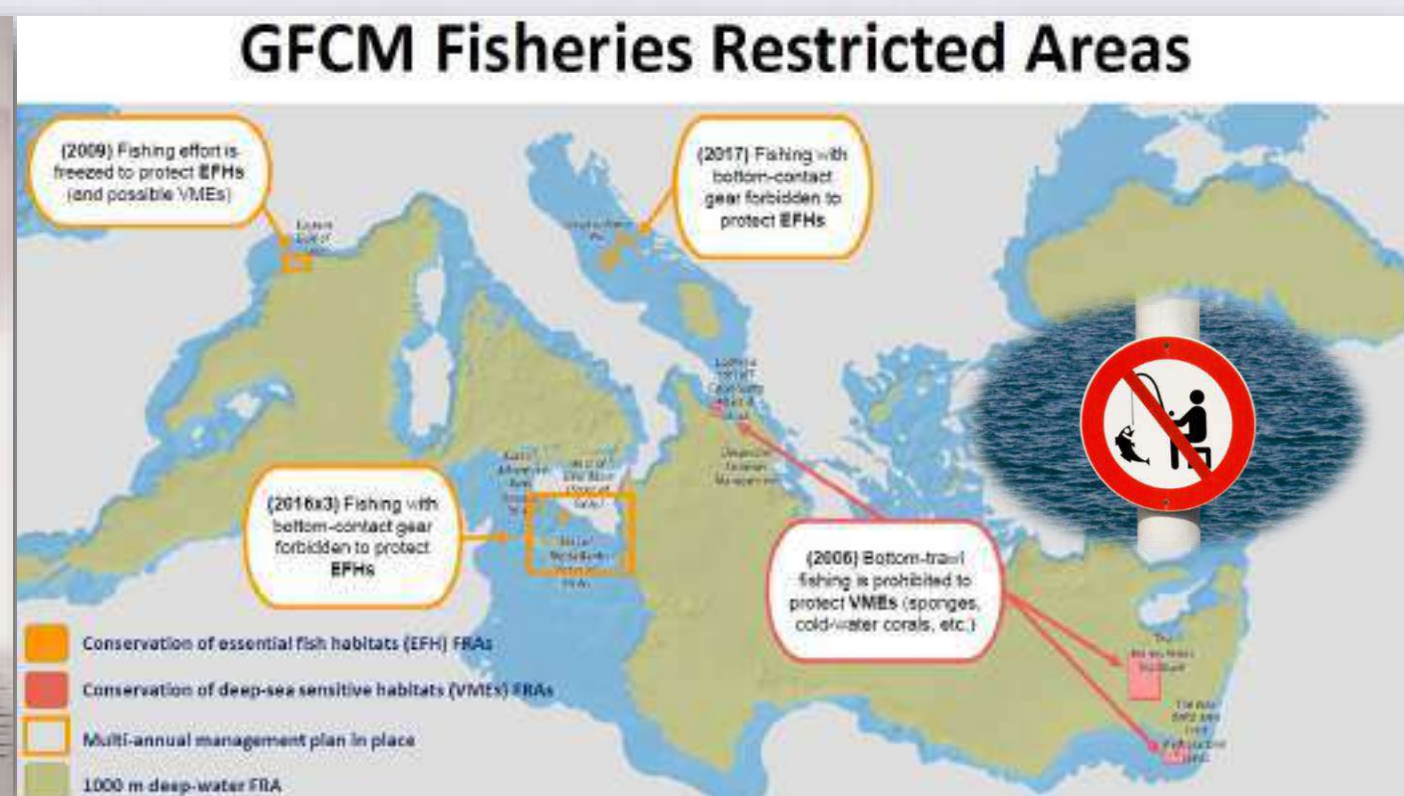 GFCM Fisheries Restricted Areas
(2009) Fishing effort is
freezed to protect EFHs
(and possible VMEs)
(2017) Fishing with
bottom-contact
gear forbidden to
protect EFHs
(2016x3) Fishing with
bottom-contact gear
forbidden to protect
EFHs
(2006) Bottom-trawl
fishing is prohibited to
protect VMEs (sponges,
cold-water corals, etc.)
Conservation of essential fish habitats (EFH) FRAs
Conservation of deep-sea sensitive habitats (VMEs) FRAs
Multi-annual management plan in place
1000 m deep-water FRA